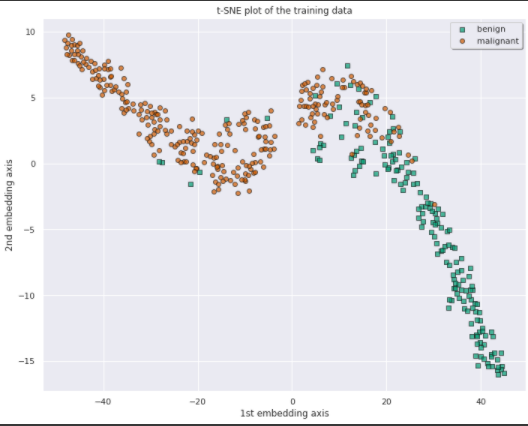 t-SNE plot of the training data
benign
malignant
10
5
0
−5
−10
−15
2nd embedding axis
−40
−20
0
20
40
1st embedding axis